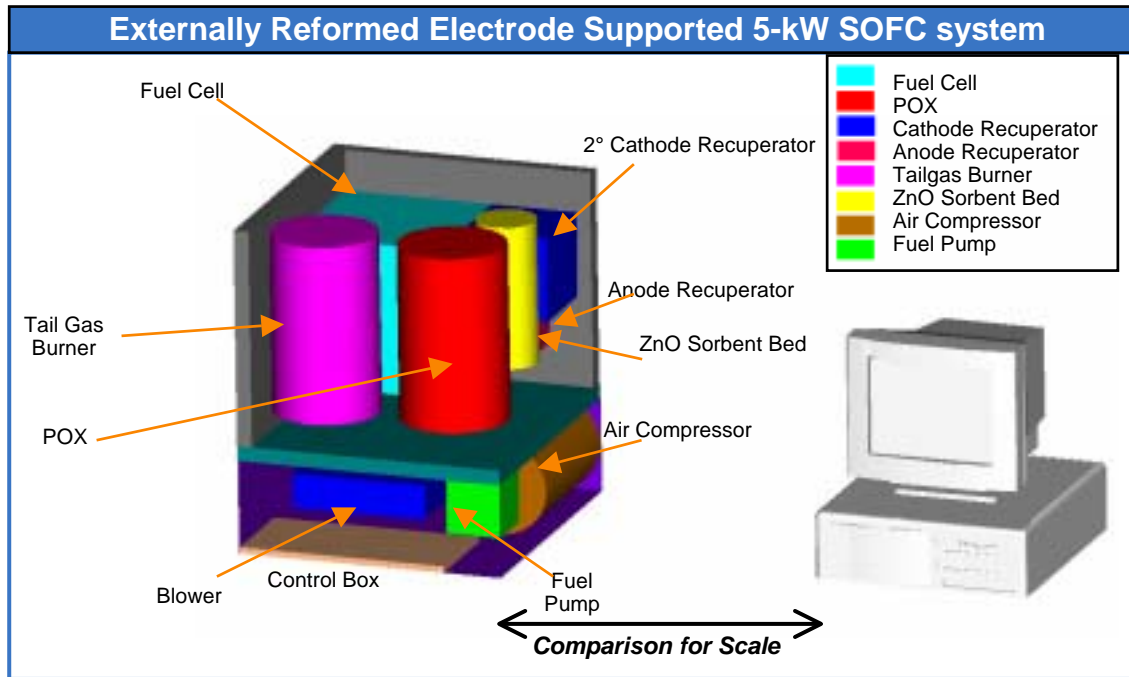 Externally Reformed Electrode Supported 5-kW SOFC system
Fuel Cell
2° Cathode Recuperator
Anode Recuperator
ZnO Sorbent Bed
Tail Gas
Burner
POX
Air Compressor
Blower
Control Box
Fuel
Pump
Comparison for Scale
Fuel Cell
POX
Cathode Recuperator
Anode Recuperator
Tailgas Burner
ZnO Sorbent Bed
Air Compressor
Fuel Pump